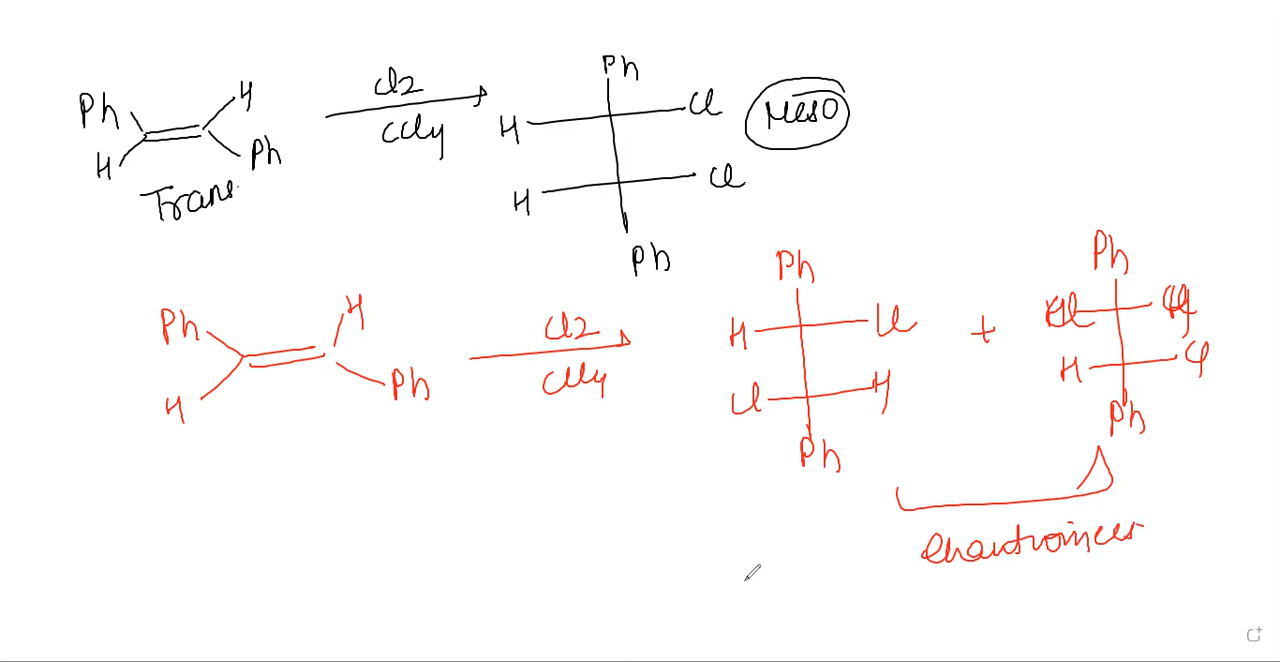 Ph H Cl2 Ph
H Ph CCl4 H Cl Meso
Trans H Cl
Ph
Ph H Cl2 Ph Ph
H Ph CCl4 H Cl +
Cl H H Cl
Ph Ph
Enantiomer